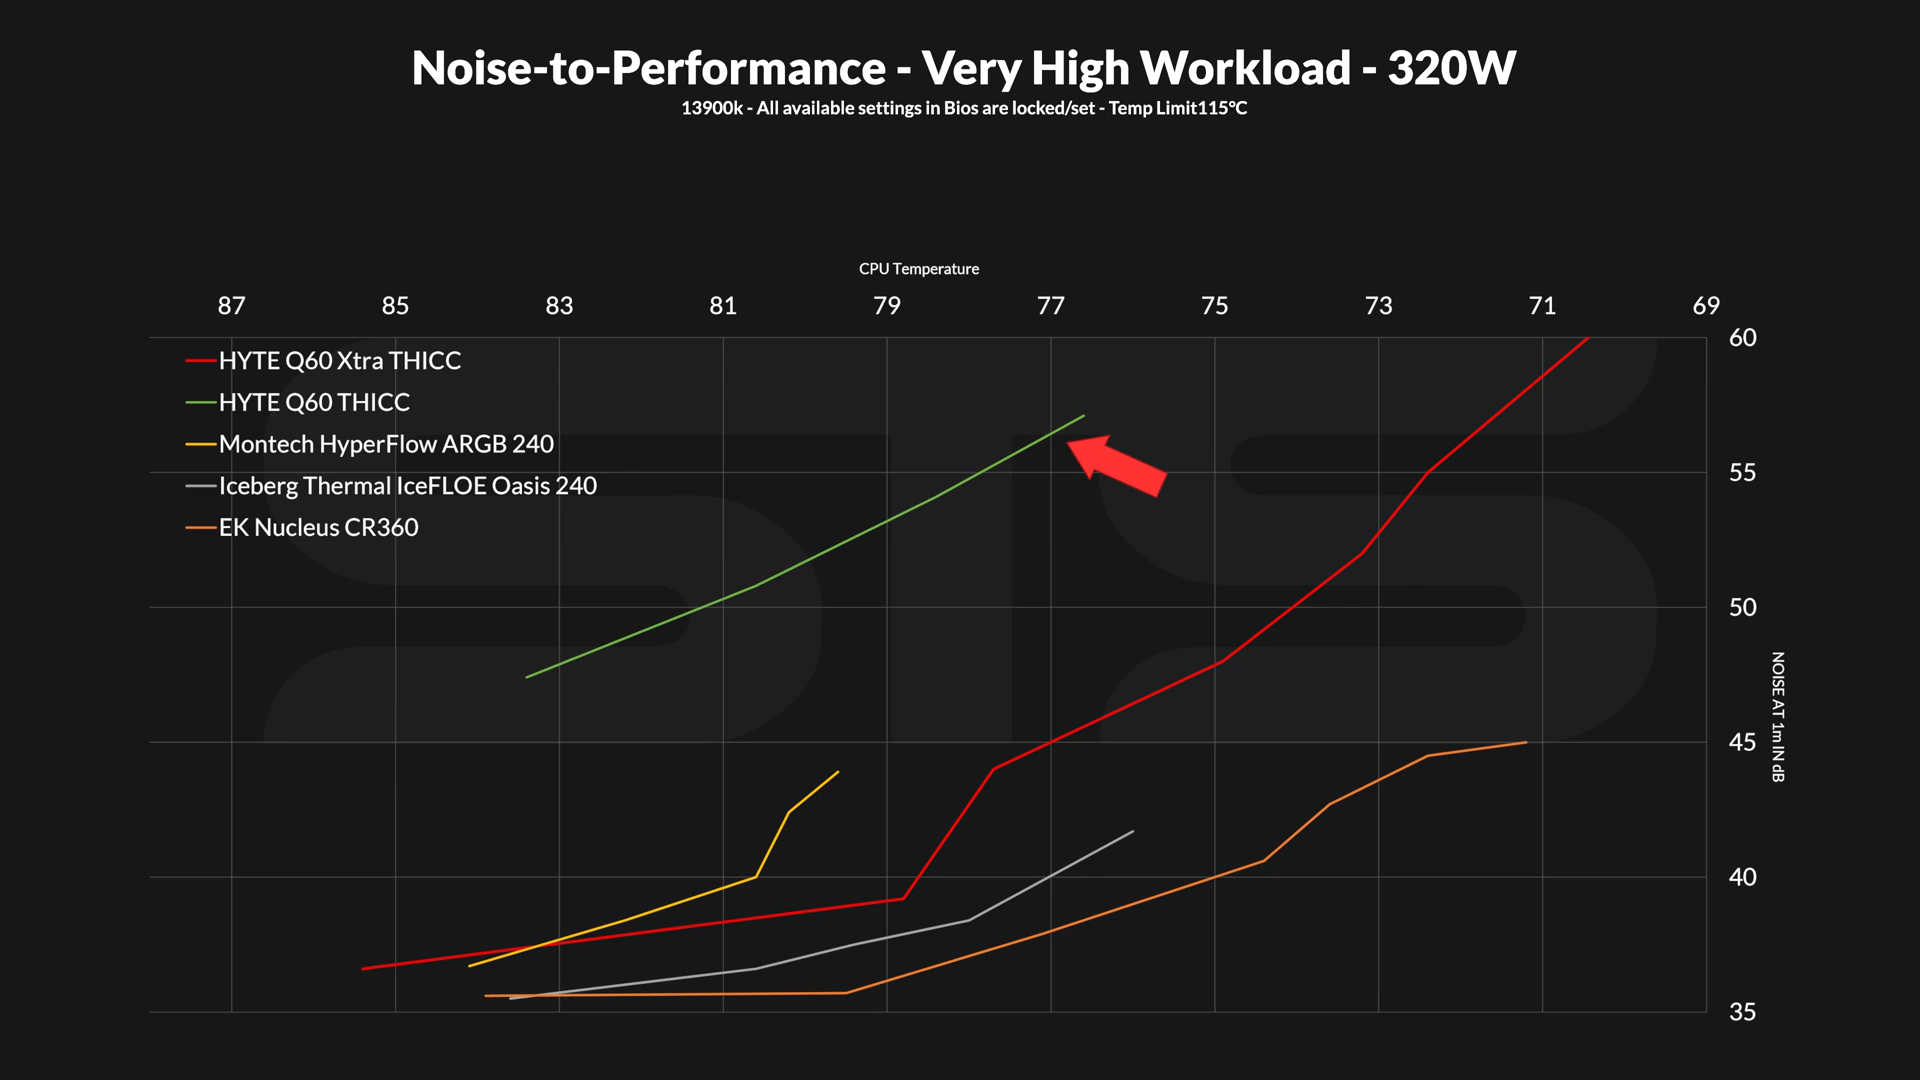 Noise-to-Performance - Very High Workload - 320W
13900k - All available settings in Bios are locked/set - Temp Limit115°C
CPU Temperature
87 85 83 81 79 77 75 73 71 69
60
HYTE Q60 Xtra THICC
HYTE Q60 THICC
Montech HyperFlow ARGB 240
55
Iceberg Thermal IceFLOE Oasis 240
EK Nucleus CR360
50
45
40
35
NOISE AT 1m IN dB